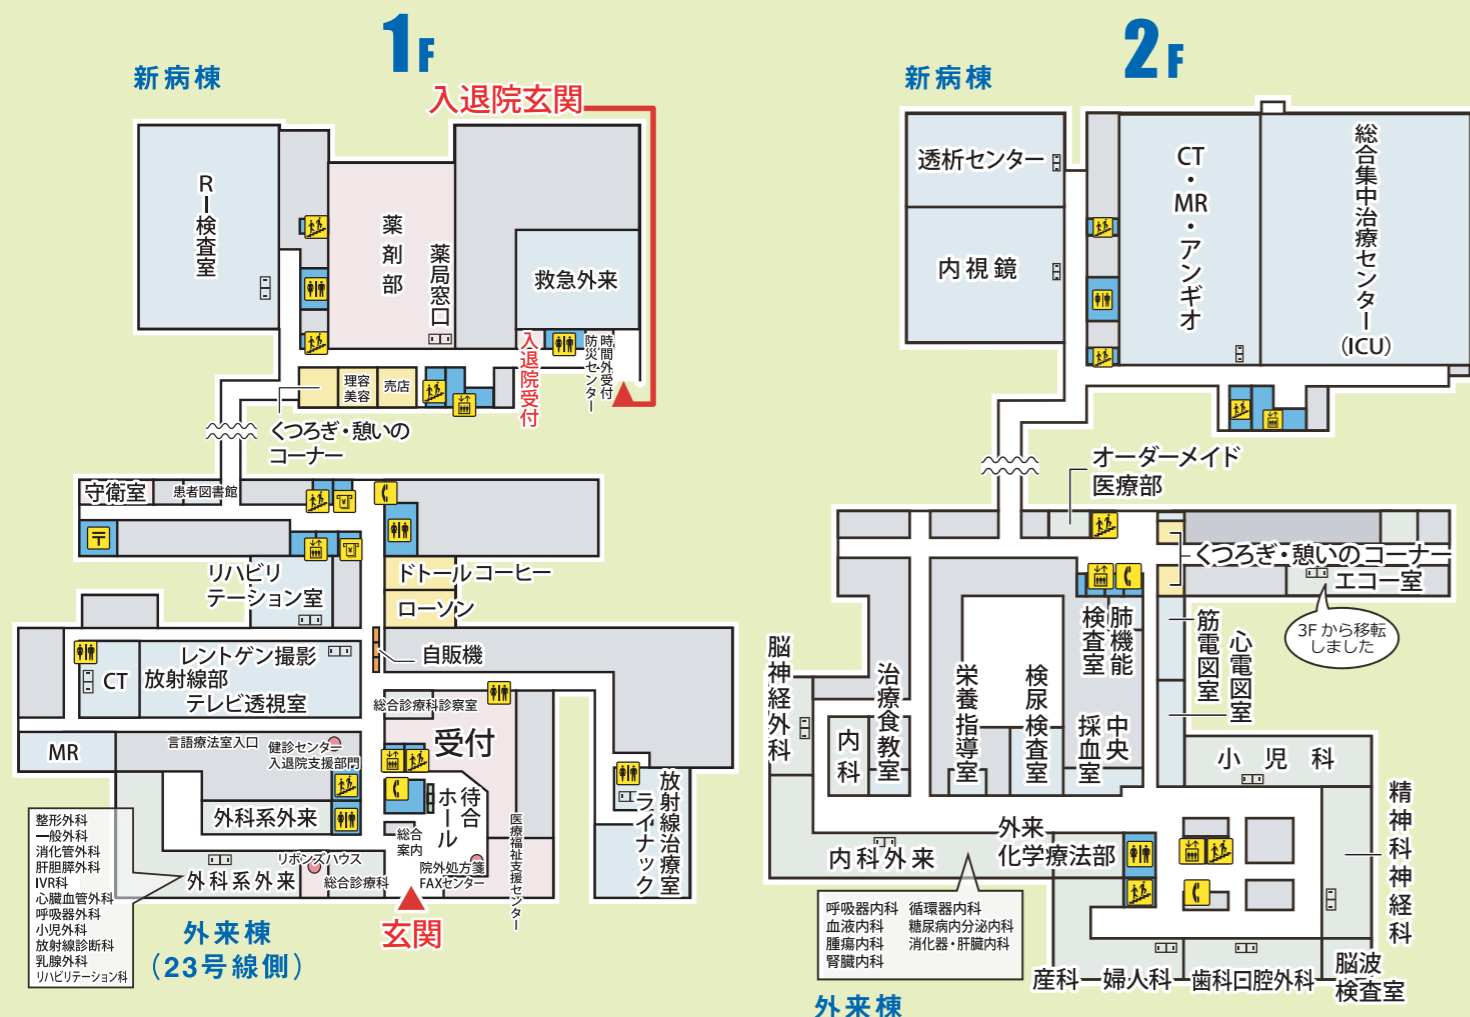 1F
新病棟
入退院玄関
RI検査室
薬剤部
薬局窓口
救急外来
入退院受付
防災センター
時間外受付
理容
美容
売店
くつろぎ・憩いの
コーナー
守衛室
患者図書館
〒
リハビリ
テーション室
ドトールコーヒー
ローソン
自販機
レントゲン撮影
CT
放射線部
テレビ透視室
総合診療科診察室
受付
MR
言語療法室入口
健診センター
入退院支援部門
待合
ホール
外科系外来
総合
案内
リボンズハウス
外科系外来
総合診療科
院外処方箋
FAXセンター
医療福祉支援センター
放射線治療室
ライナック
整形外科
一般外科
消化管外科
肝胆膵外科
IVR科
心臓血管外科
呼吸器外科
小児外科
放射線診断科
乳腺外科
リハビリテーション科
玄関
外来棟
(23号線側)
2F
新病棟
透析センター
内視鏡
CT・MR・アンギオ
総合集中治療センター
(ICU)
オーダーメイド
医療部
くつろぎ・憩いのコーナー
エコー室
3Fから移転
しました
脳神経外科
内科
治療食教室
栄養指導室
検尿検査室
肺機能
検査室
中央
採血室
筋電図室
心電図室
小児科
精神科神経科
内科外来
外来
化学療法部
呼吸器内科 循環器内科
血液内科 糖尿病内分泌内科
腫瘍内科 消化器・肝臓内科
腎臓内科
産科
婦人科
歯科口腔外科
脳波
検査室
外来棟